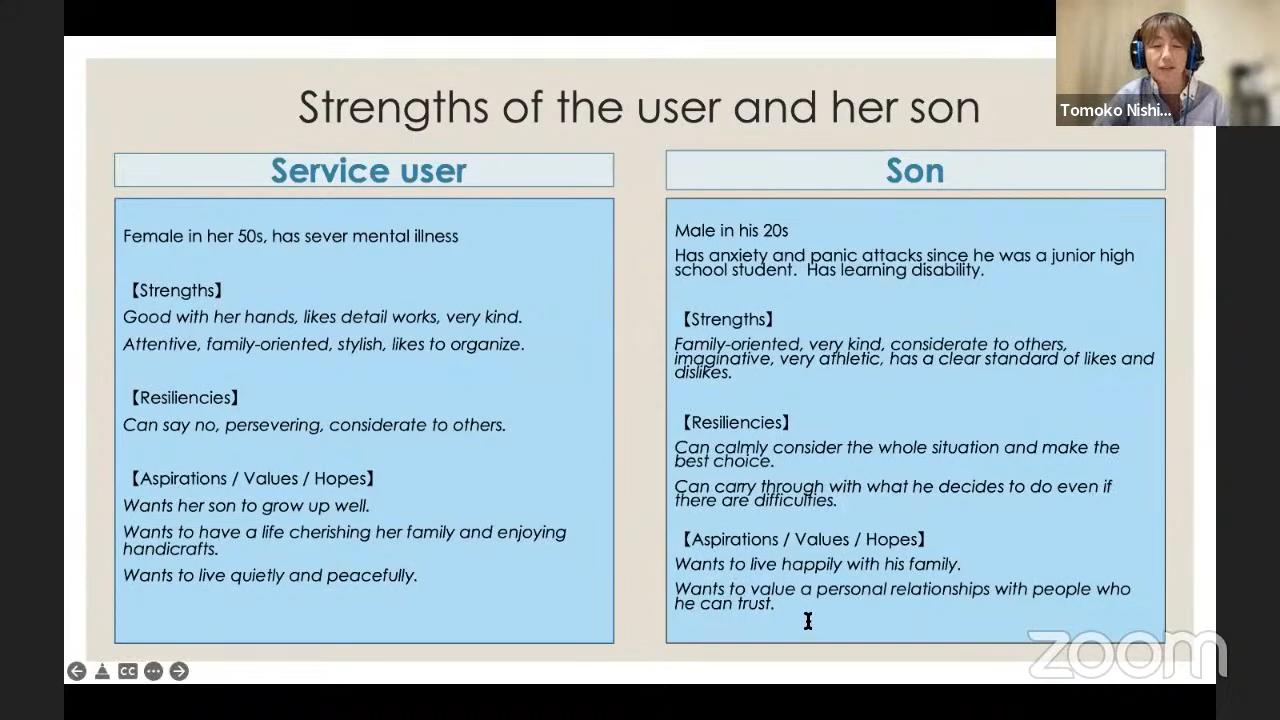 Strengths of the user and her son
Tomoko Nishi...
Service user
Female in her 50s, has sever mental illness
【Strengths】
Good with her hands, likes detail works, very kind.
Attentive, family-oriented, stylish, likes to organize.
【Resiliencies】
Can say no, persevering, considerate to others.
【Aspirations / Values / Hopes】
Wants her son to grow up well.
Wants to have a life cherishing her family and enjoying
handicrafts.
Wants to live quietly and peacefully.
Son
Male in his 20s
Has anxiety and panic attacks since he was a junior high
school student.  Has learning disability.
【Strengths】
Family-oriented, very kind, considerate to others,
imaginative, very athletic, has a clear standard of likes and
dislikes.
【Resiliencies】
Can calmly consider the whole situation and make the
best choice.
Can carry through with what he decides to do even if
there are difficulties.
【Aspirations / Values / Hopes】
Wants to live happily with his family.
Wants to value a personal relationships with people who
he can trust.
CC
zoom